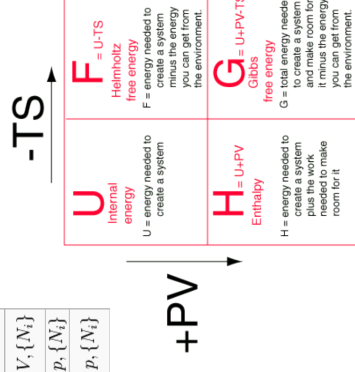 -TS
U
Internal
energy
U = energy needed to
create a system
F = U-TS
Helmholtz
free energy
F = energy needed to
create a system
minus the energy
you can get from
the environment.
+PV
H = U+PV
Enthalpy
H = energy needed to
create a system
plus the work
needed to make
room for it
G = U+PV-TS
Gibbs
free energy
G = total energy neede
to create a system
and make room for
it minus the energy
you can get from
the environment.
V, {Nᵢ}
p, {Nᵢ}
p, {Nᵢ}